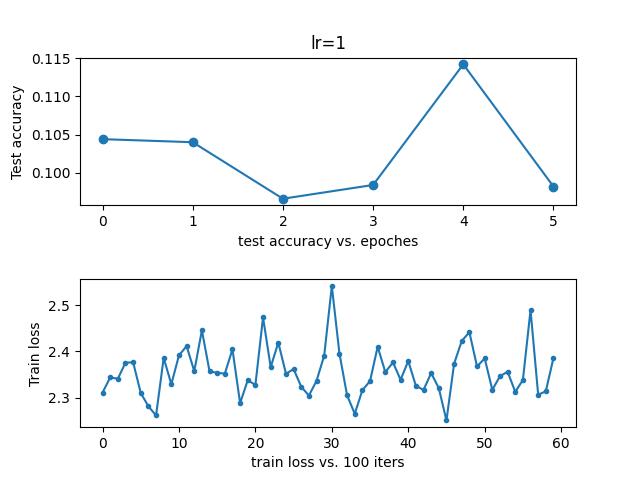 lr=1
0.115
0.110
0.105
0.100
Test accuracy
0 1 2 3 4 5
test accuracy vs. epoches
2.5
2.4
2.3
Train loss
0 10 20 30 40 50 60
train loss vs. 100 iters